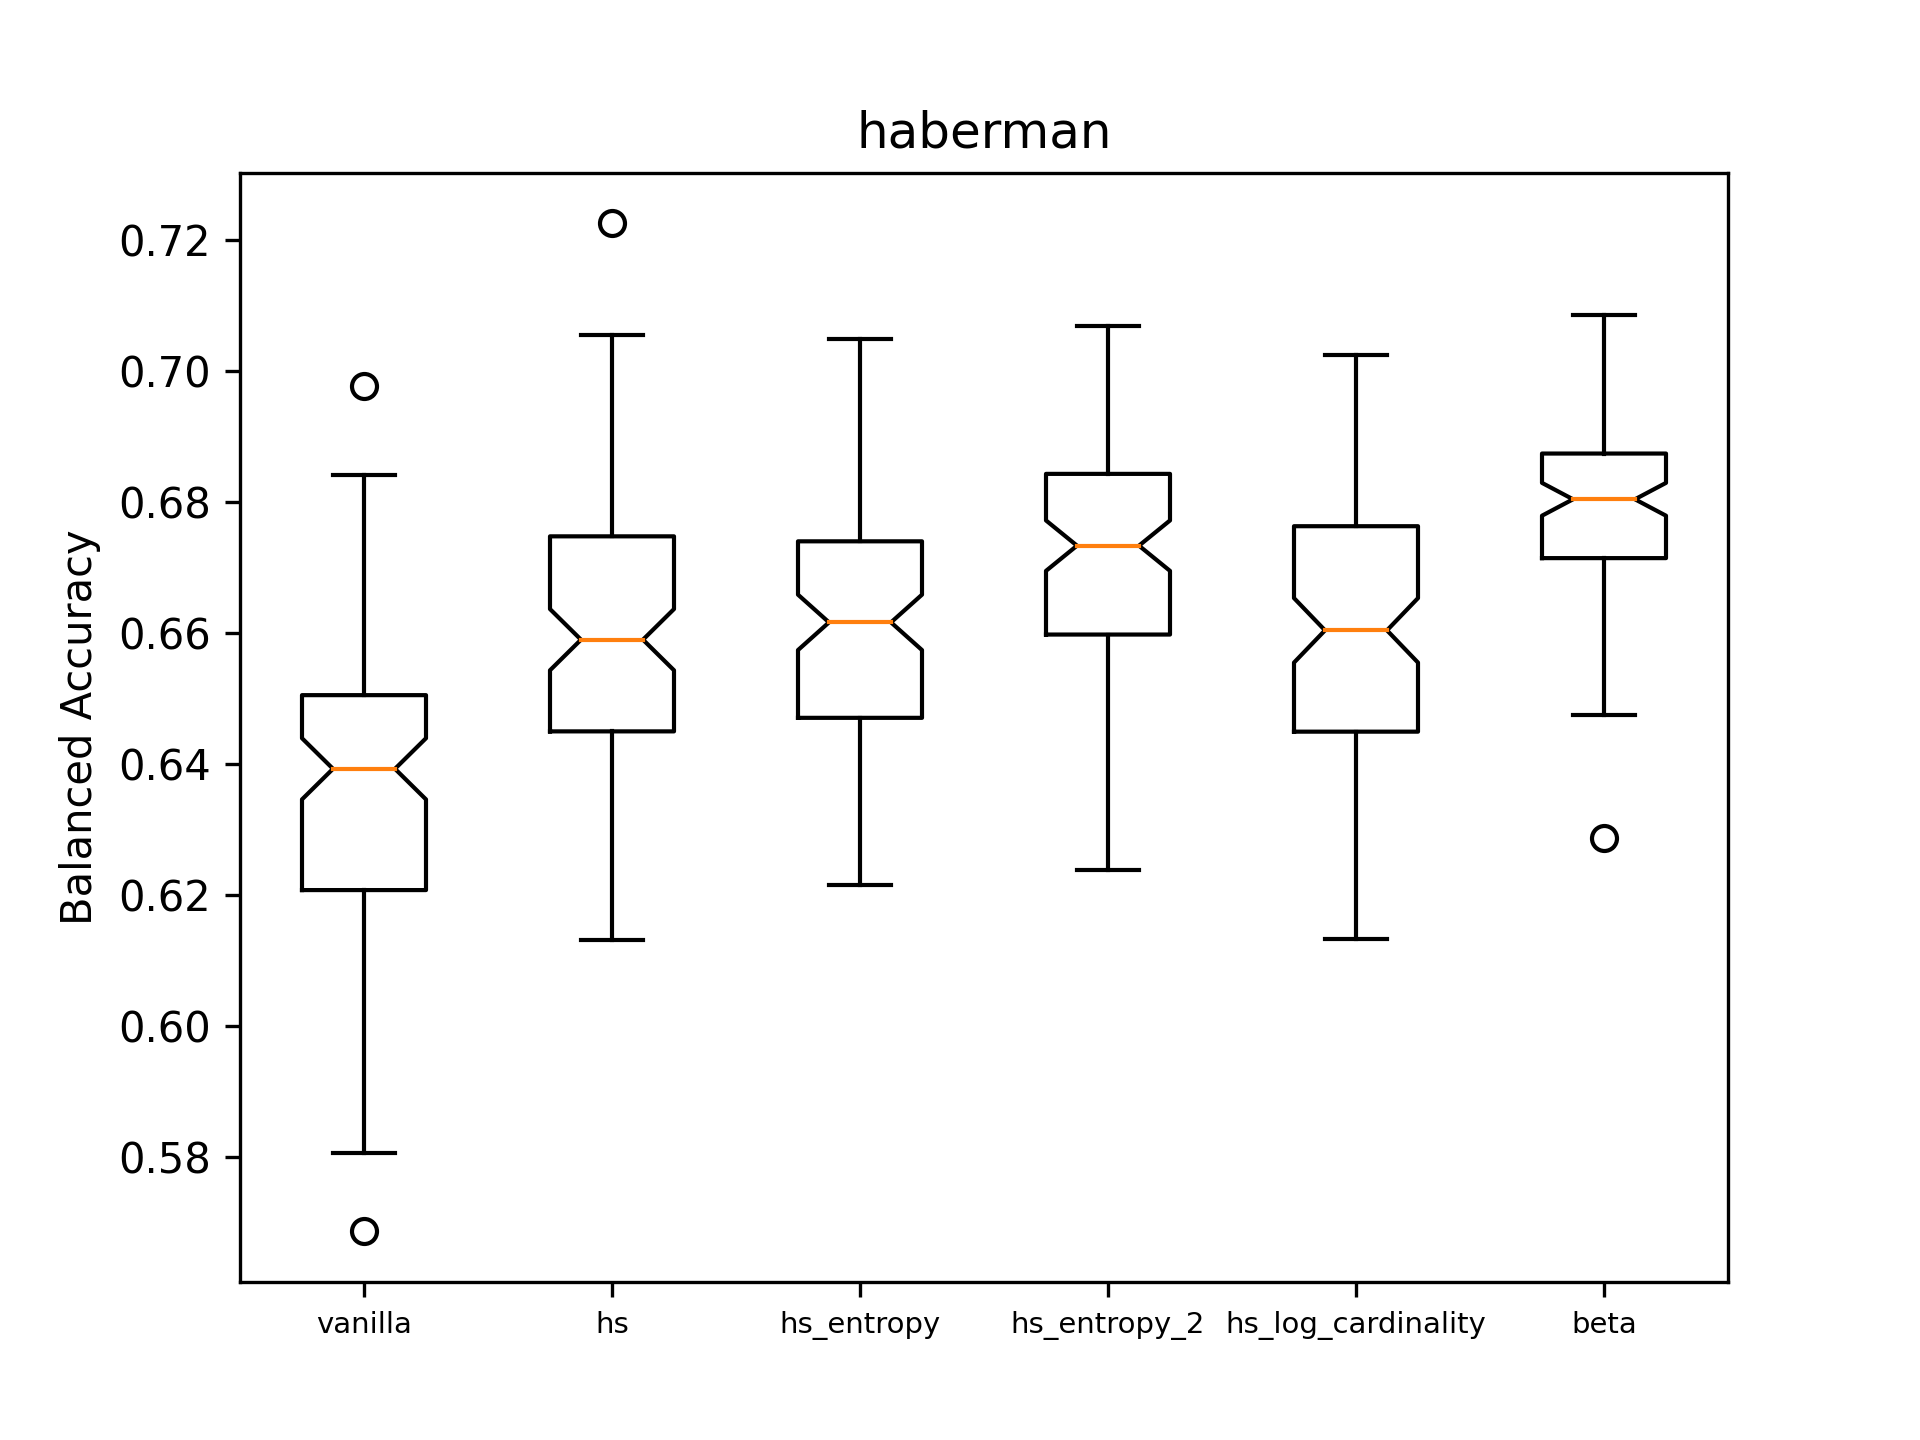 haberman
Balanced Accuracy
0.72
0.70
0.68
0.66
0.64
0.62
0.60
0.58
vanilla hs hs_entropy hs_entropy_2 hs_log_cardinality beta